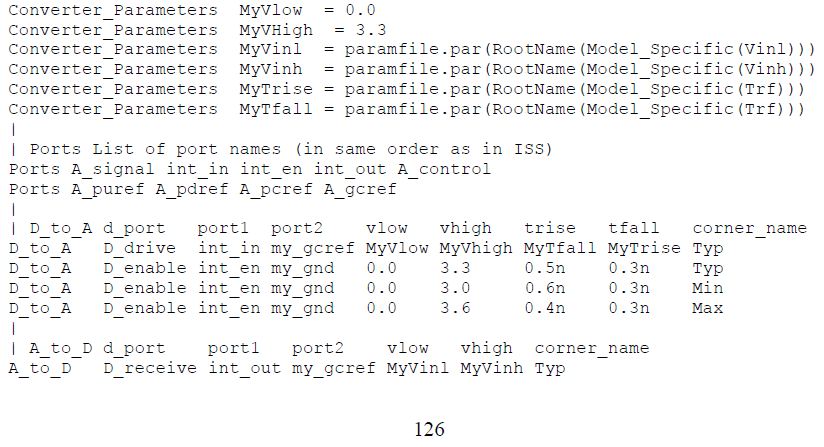 Converter_Parameters  MyVlow  = 0.0
Converter_Parameters  MyVHigh  = 3.3
Converter_Parameters  MyVinl  = paramfile.par(RootName(Model_Specific(Vinl)))
Converter_Parameters  MyVinh  = paramfile.par(RootName(Model_Specific(Vinh)))
Converter_Parameters  MyTrise = paramfile.par(RootName(Model_Specific(Trf)))
Converter_Parameters  MyTfall = paramfile.par(RootName(Model_Specific(Trf)))
|
| Ports List of port names (in same order as in ISS)
Ports A_signal int_in int_en int_out A_control
Ports A_puref A_pdref A_pcref A_gcref
|
| D_to_A d_port   port1  port2    vlow   vhigh   trise   tfall   corner_name
D_to_A   D_drive  int_in my_gcref MyVlow MyVhigh MyTfall MyTrise Typ
D_to_A   D_enable int_en my_gnd   0.0    3.3     0.5n    0.3n    Typ
D_to_A   D_enable int_en my_gnd   0.0    3.0     0.6n    0.3n    Min
D_to_A   D_enable int_en my_gnd   0.0    3.6     0.4n    0.3n    Max
|
| A_to_D d_port    port1   port2    vlow   vhigh  corner_name
A_to_D   D_receive int_out my_gcref MyVinl MyVinh Typ
126